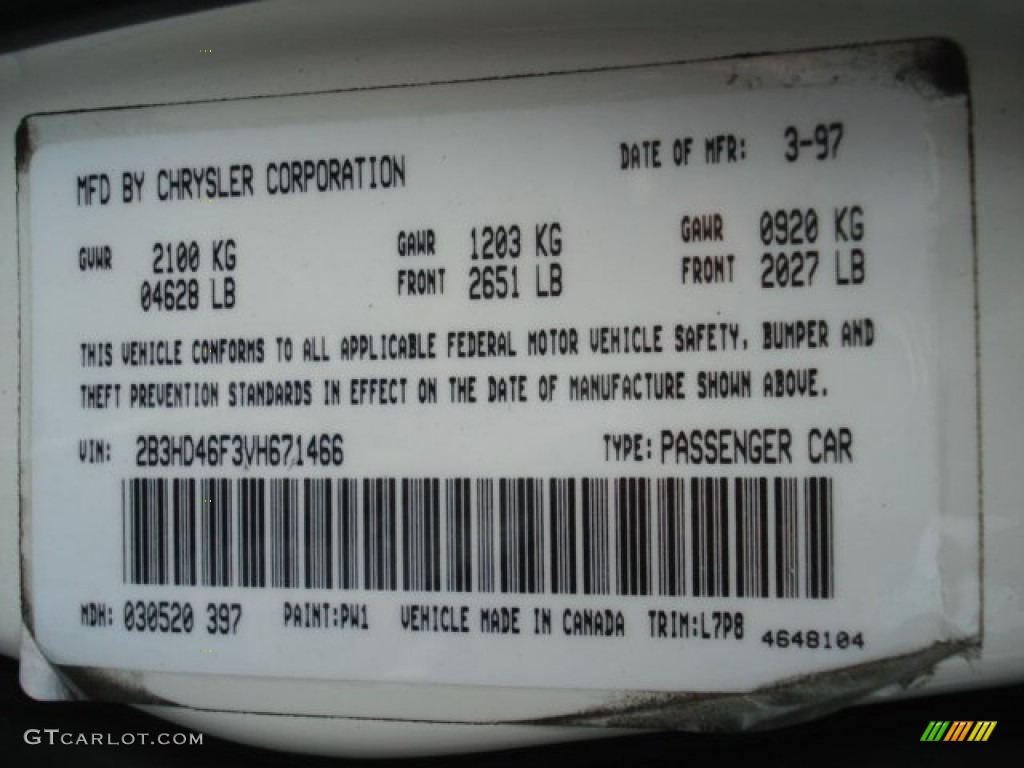 MFD BY CHRYSLER CORPORATION DATE OF MFR: 3-97
GVWR 2100 KG GAWR 1203 KG GAWR 0920 KG
04628 LB FRONT 2651 LB FRONT 2027 LB
THIS VEHICLE CONFORMS TO ALL APPLICABLE FEDERAL MOTOR VEHICLE SAFETY, BUMPER AND
THEFT PREVENTION STANDARDS IN EFFECT ON THE DATE OF MANUFACTURE SHOWN ABOVE.
VIN: 2B3HD46F3VH671466 TYPE: PASSENGER CAR
MDH: 030520 397 PAINT:PW1 VEHICLE MADE IN CANADA TRIM:L7P8 4648104
GTCARLOT.COM